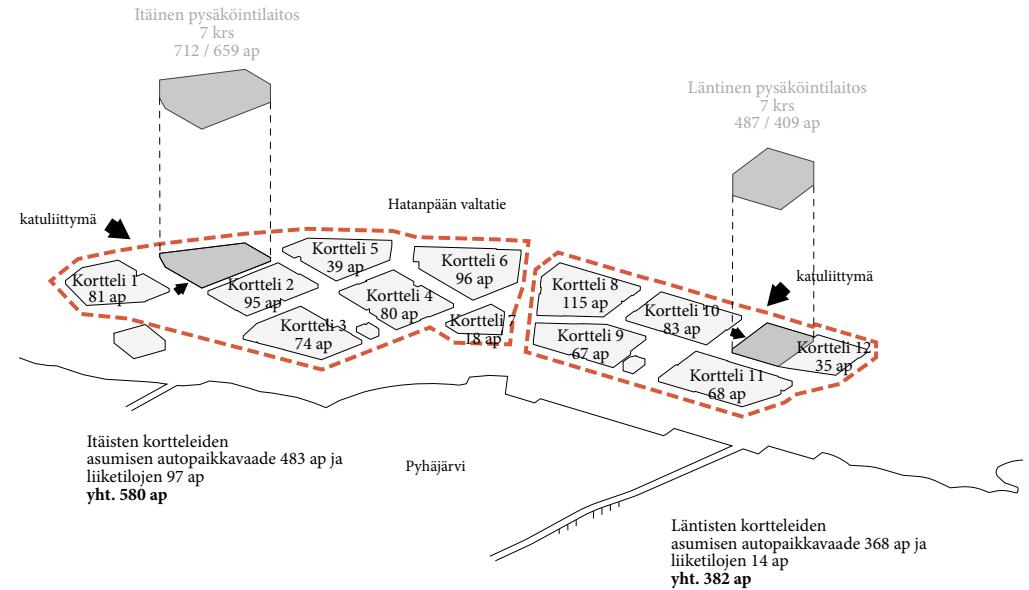 Itäinen pysäköintilaitos
7 krs
712 / 659 ap
Läntinen pysäköintilaitos
7 krs
487 / 409 ap
katuliittymä
Hatanpään valtatie
Kortteli 1
81 ap
Kortteli 2
95 ap
Kortteli 3
74 ap
Kortteli 4
80 ap
Kortteli 5
39 ap
Kortteli 6
96 ap
Kortteli 7
18 ap
katuliittymä
Kortteli 8
115 ap
Kortteli 9
67 ap
Kortteli 10
83 ap
Kortteli 11
68 ap
Kortteli 12
35 ap
Itäisten kortteleiden
asumisen autopaikkavaade 483 ap ja
liiketilojen 97 ap
yht. 580 ap
Pyhäjärvi
Läntisten kortteleiden
asumisen autopaikkavaade 368 ap ja
liiketilojen 14 ap
yht. 382 ap